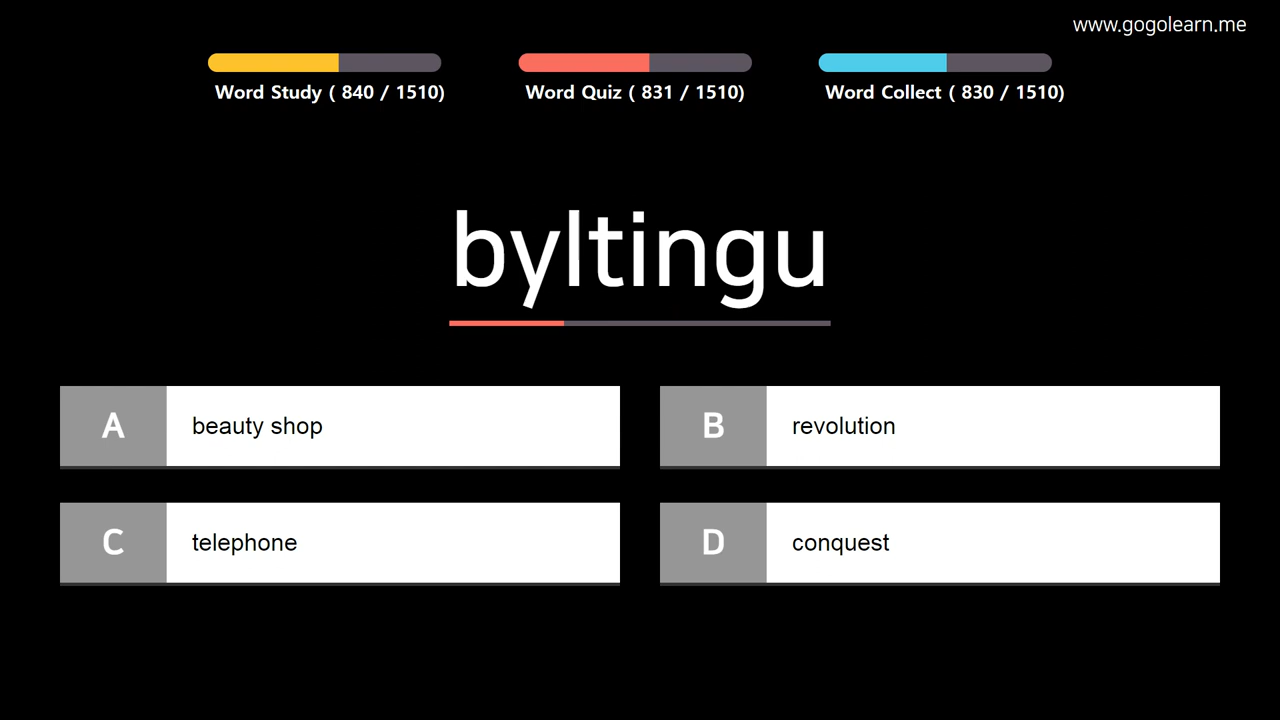 www.gogolearn.me
Word Study ( 840 / 1510)
Word Quiz ( 831 / 1510)
Word Collect ( 830 / 1510)
byltingu
A beauty shop
B revolution
C telephone
D conquest